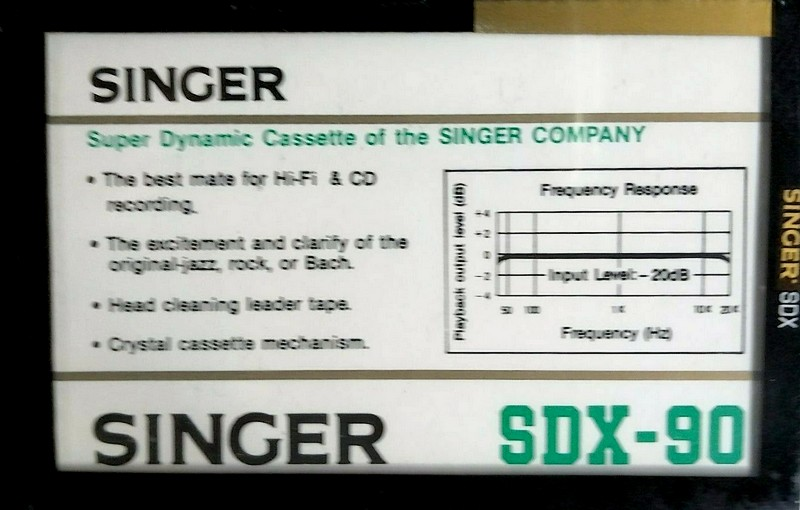 SINGER
Super Dynamic Cassette of the SINGER COMPANY
• The best mate for Hi-Fi & CD
recording.
• The excitement and clarify of the
original-jazz, rock, or Bach.
• Head cleaning leader tape.
• Crystal cassette mechanism.
Frequency Response
Playback output level (dB)
+4
+2
0
-2
-4
Input Level: -20dB
50 100 1K 10K 20K
Frequency (Hz)
SINGER SDX-90
SINGER SDX